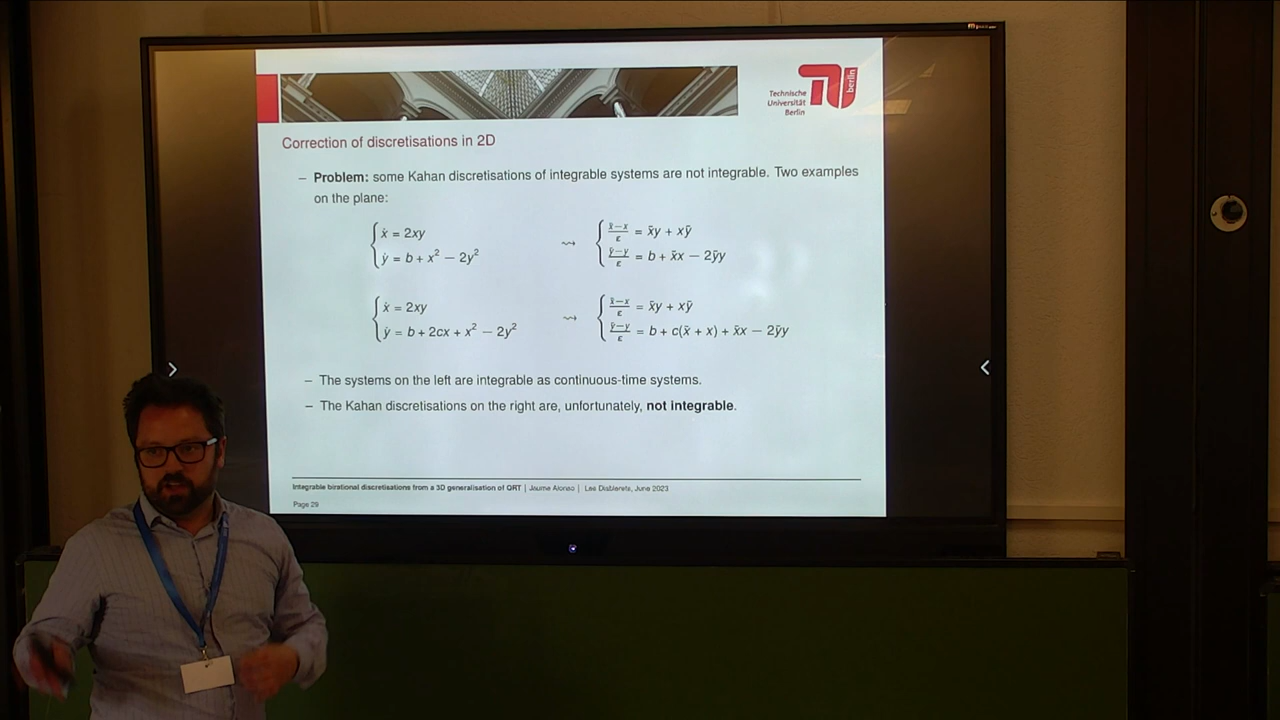 Technische
Universität
Berlin
berlin
Correction of discretisations in 2D
– Problem: some Kahan discretisations of integrable systems are not integrable. Two examples
on the plane:
ẋ = 2xy
ẏ = b + x² − 2y²
⇝
(x̃−x)/ε = x̃y + xỹ
(ỹ−y)/ε = b + x̃x − 2ỹy
ẋ = 2xy
ẏ = b + 2cx + x² − 2y²
⇝
(x̃−x)/ε = x̃y + xỹ
(ỹ−y)/ε = b + c(x̃ + x) + x̃x − 2ỹy
– The systems on the left are integrable as continuous-time systems.
– The Kahan discretisations on the right are, unfortunately, not integrable.
Integrable birational discretisations from a 3D generalisation of QRT | Jaume Alonso | Les Diablerets, June 2023
Page 29